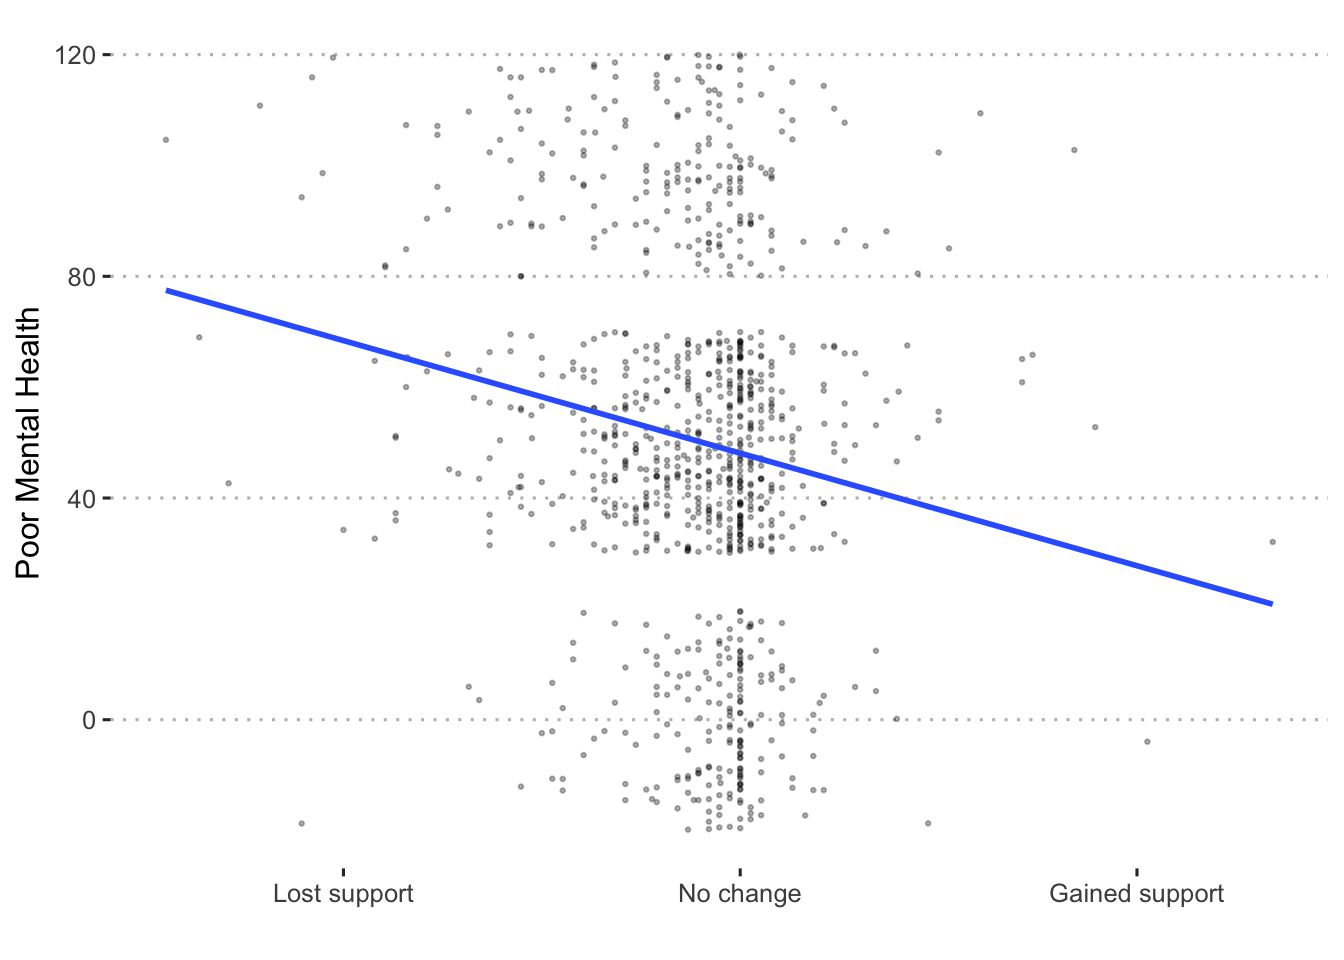 120
80
40
0
Poor Mental Health
Lost support
No change
Gained support